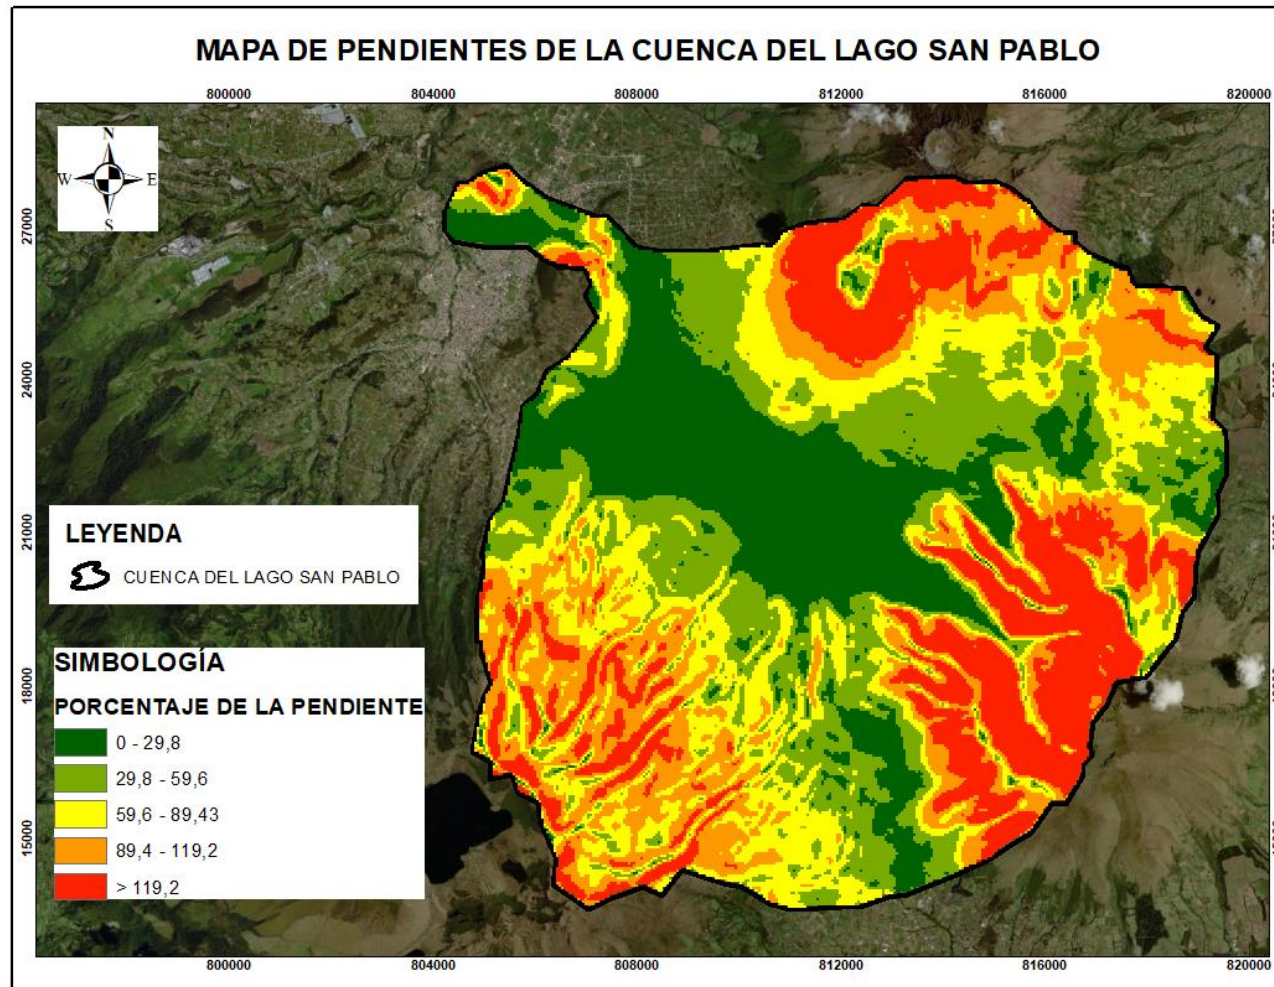 MAPA DE PENDIENTES DE LA CUENCA DEL LAGO SAN PABLO
800000 804000 808000 812000 816000 820000
N
W E
S
27000
24000
21000
18000
15000
LEYENDA
CUENCA DEL LAGO SAN PABLO
SIMBOLOGÍA
PORCENTAJE DE LA PENDIENTE
0 - 29,8
29,8 - 59,6
59,6 - 89,43
89,4 - 119,2
> 119,2
800000 804000 808000 812000 816000 820000